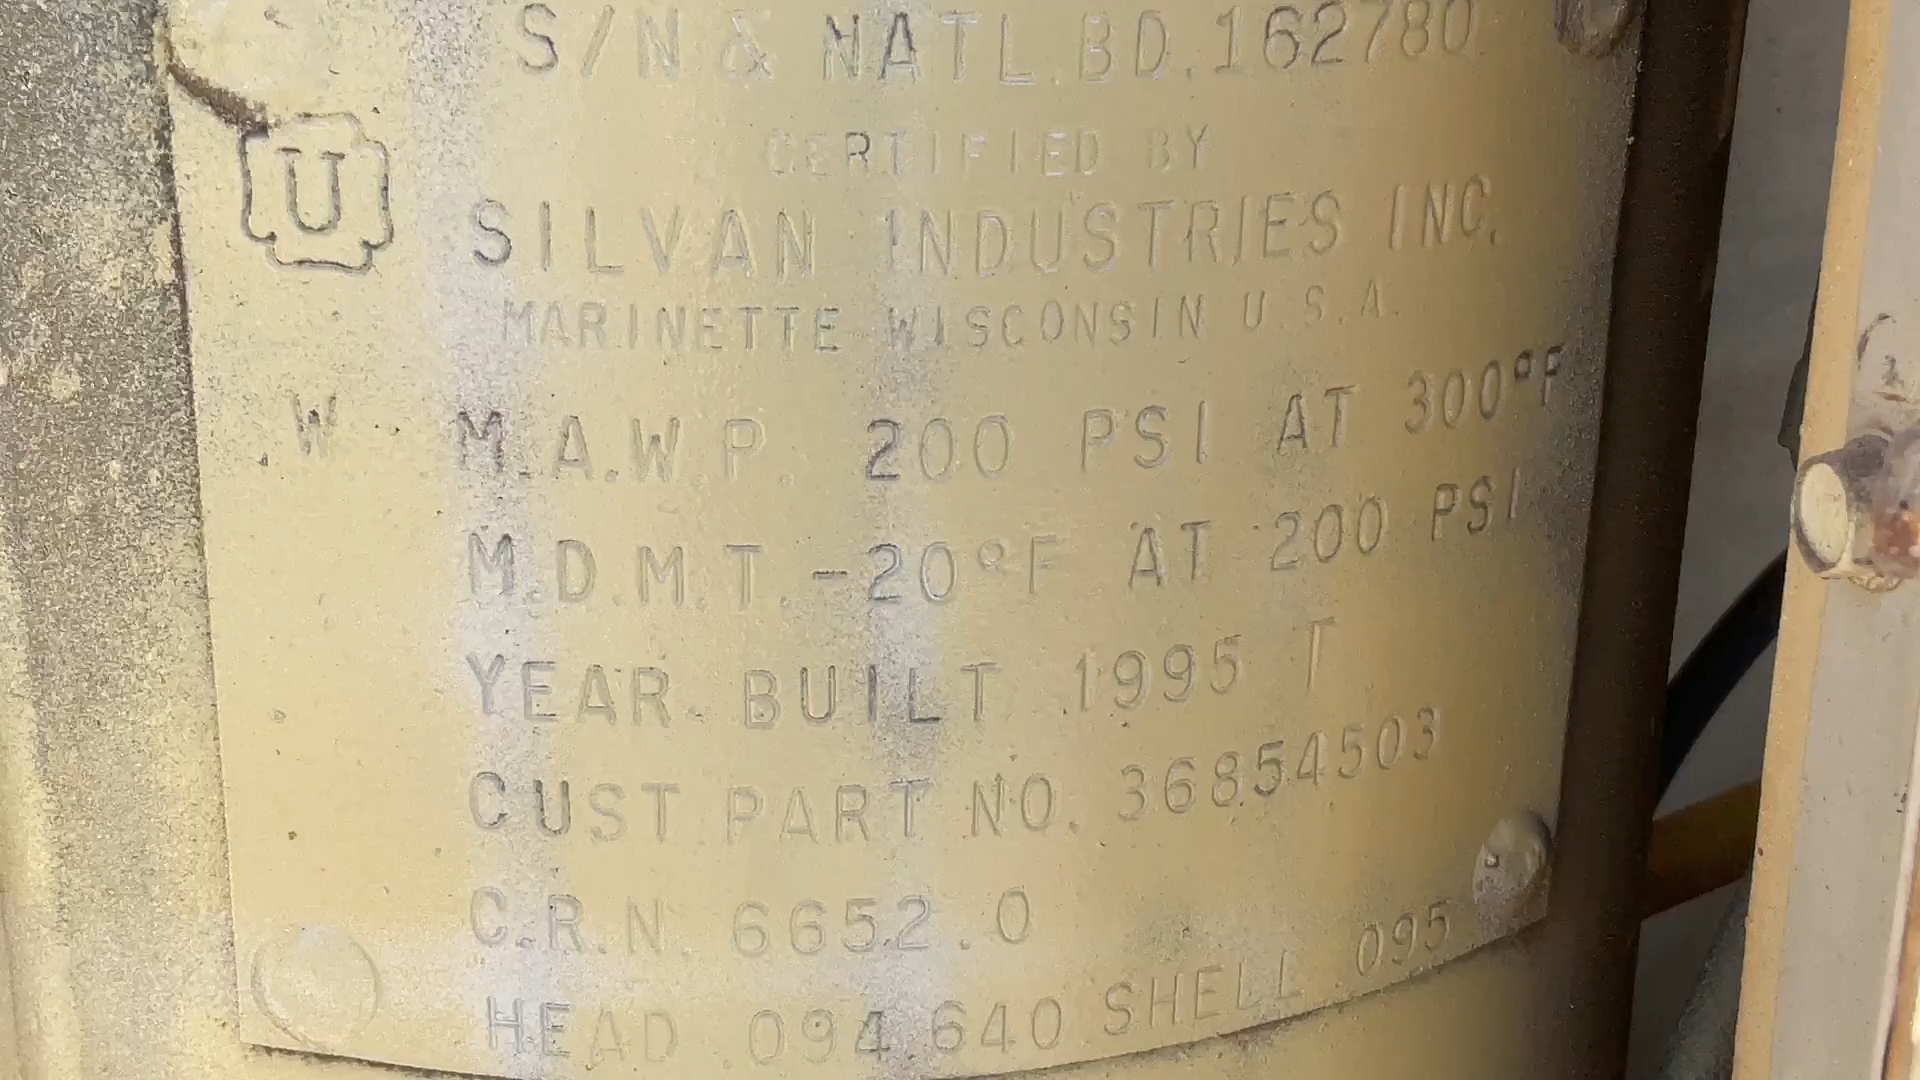 S/N & NATL.BD.162780
CERTIFIED BY
U
SILVAN INDUSTRIES INC.
MARINETTE WISCONSIN U.S.A.
W M.A.W.P. 200 PSI AT 300°F
M.D.M.T. -20°F AT 200 PSI
YEAR BUILT 1995 T
CUST PART NO. 36854503
C.R.N. 6652.0
HEAD .094.640 SHELL .095